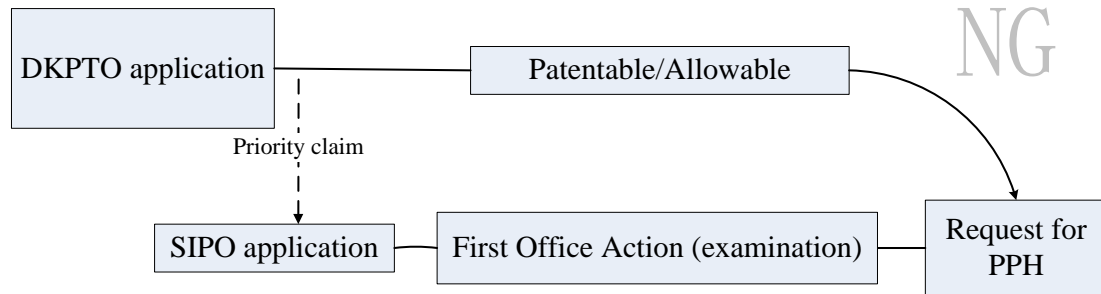 NG
DKPTO application
Patentable/Allowable
Priority claim
SIPO application
First Office Action (examination)
Request for
PPH